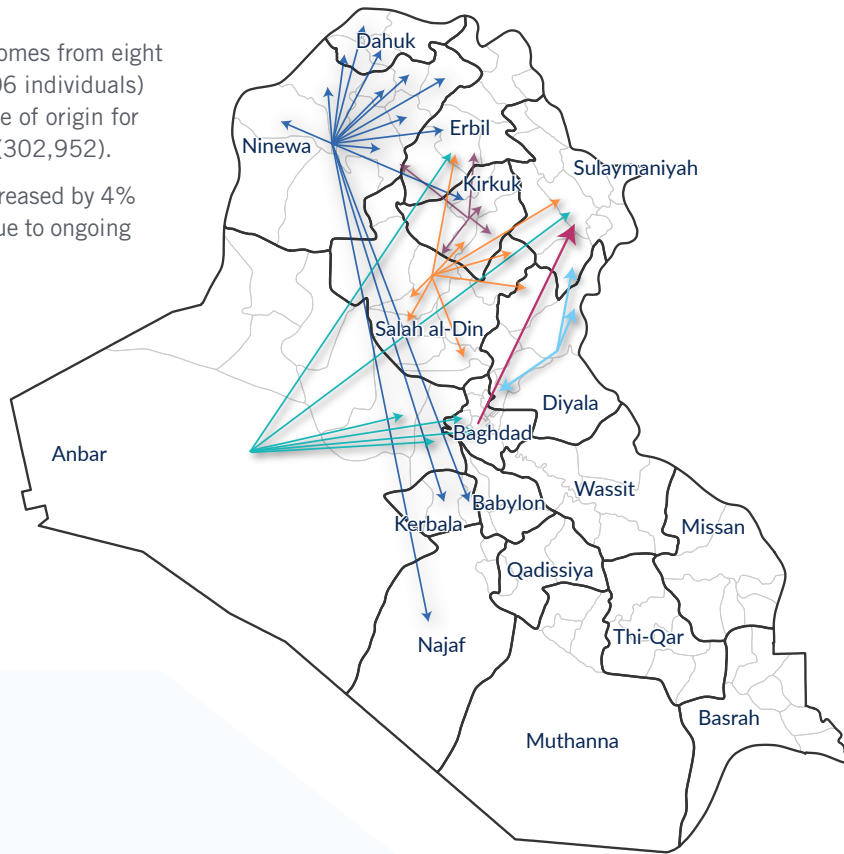 omes from eight
6 individuals)
e of origin for
(302,952).
reased by 4%
ue to ongoing
Dahuk
Ninewa
Erbil
Kirkuk
Sulaymaniyah
Salah al-Din
Diyala
Baghdad
Anbar
Wassit
Babylon
Kerbala
Missan
Qadissiya
Najaf
Thi-Qar
Basrah
Muthanna